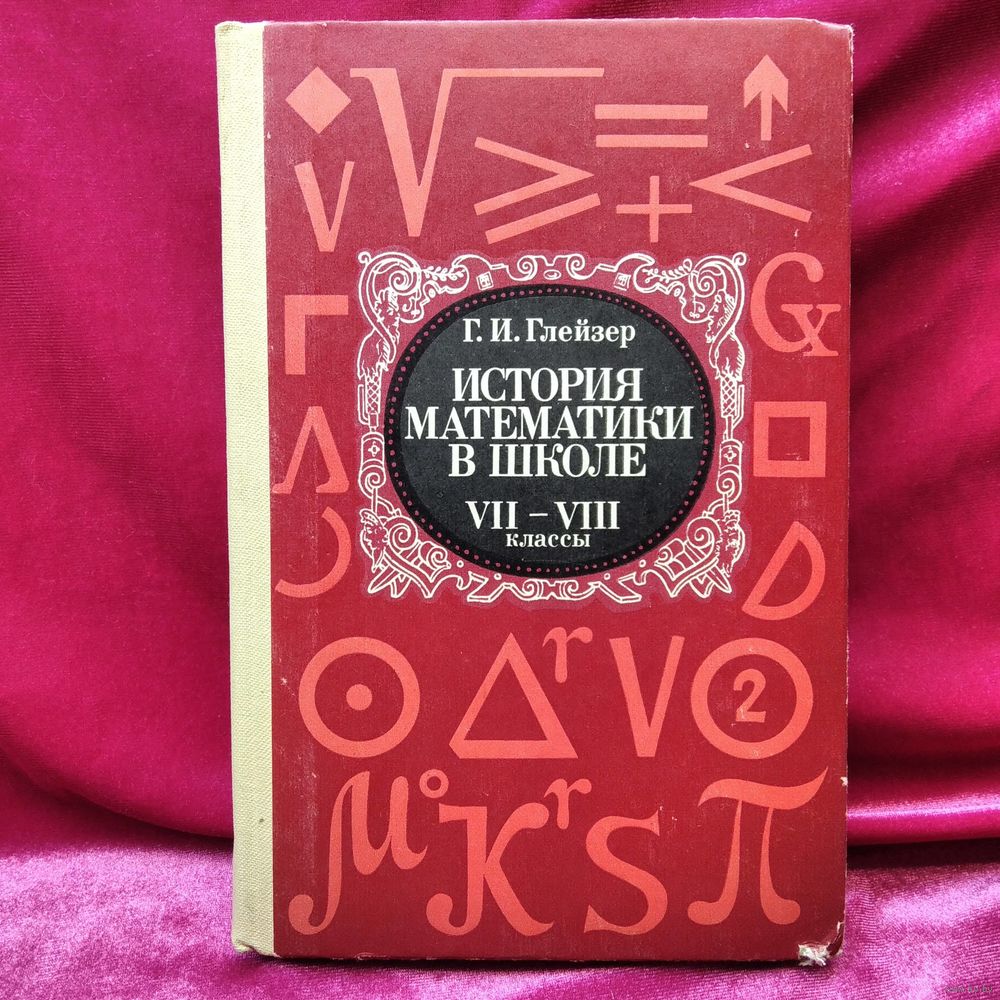 Г. И. Глейзер
ИСТОРИЯ
МАТЕМАТИКИ
В ШКОЛЕ
VII – VIII
классы